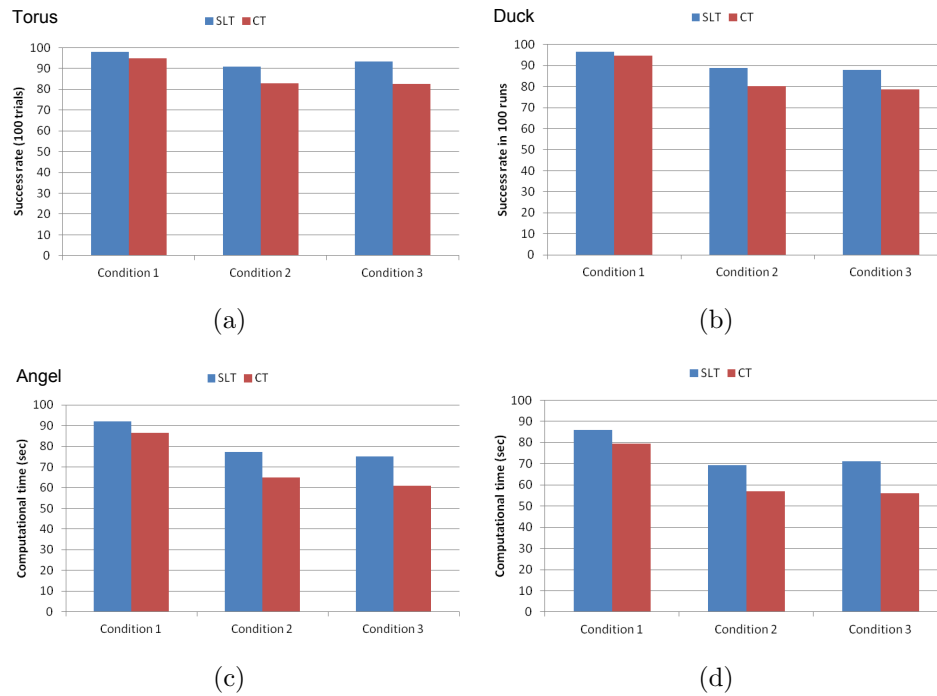 Torus
SLT CT
Success rate (100 trials)
100
90
80
70
60
50
40
30
20
10
0
Condition 1 Condition 2 Condition 3
(a)
Duck
SLT CT
Success rate in 100 runs
100
90
80
70
60
50
40
30
20
10
0
Condition 1 Condition 2 Condition 3
(b)
Angel
SLT CT
Computational time (sec)
100
90
80
70
60
50
40
30
20
10
0
Condition 1 Condition 2 Condition 3
(c)
SLT CT
Computational time (sec)
100
90
80
70
60
50
40
30
20
10
0
Condition 1 Condition 2 Condition 3
(d)